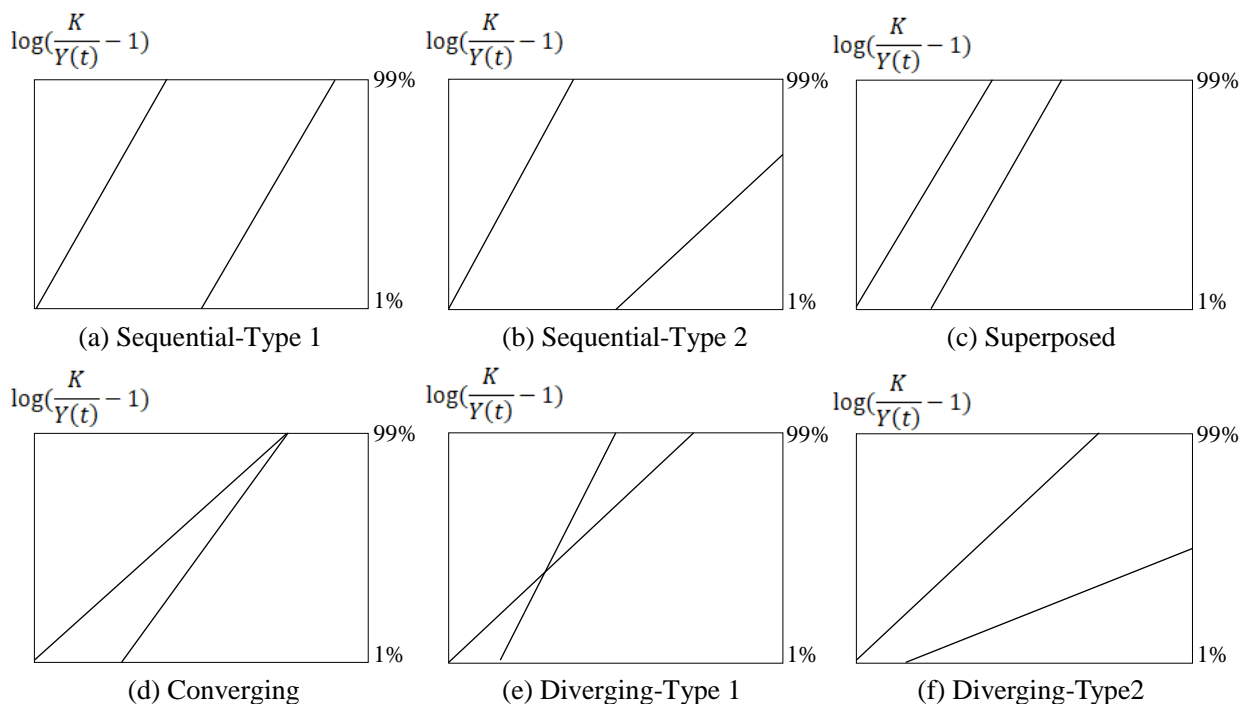 log(K/Y(t) − 1)
log(K/Y(t) − 1)
log(K/Y(t) − 1)
99%
99%
99%
1%
1%
1%
(a) Sequential-Type 1
(b) Sequential-Type 2
(c) Superposed
log(K/Y(t) − 1)
log(K/Y(t) − 1)
log(K/Y(t) − 1)
99%
99%
99%
1%
1%
1%
(d) Converging
(e) Diverging-Type 1
(f) Diverging-Type2